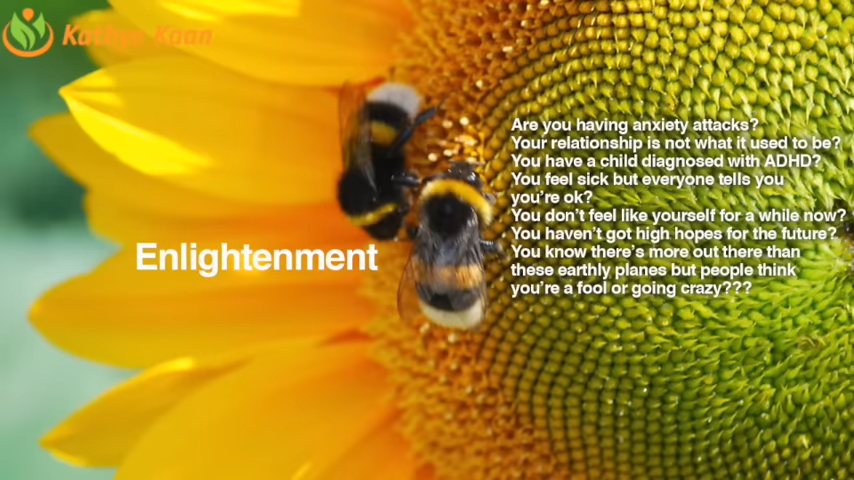 Kathye Kaan
Enlightenment
Are you having anxiety attacks?
Your relationship is not what it used to be?
You have a child diagnosed with ADHD?
You feel sick but everyone tells you
you're ok?
You don't feel like yourself for a while now?
You haven't got high hopes for the future?
You know there's more out there than
these earthly planes but people think
you're a fool or going crazy???